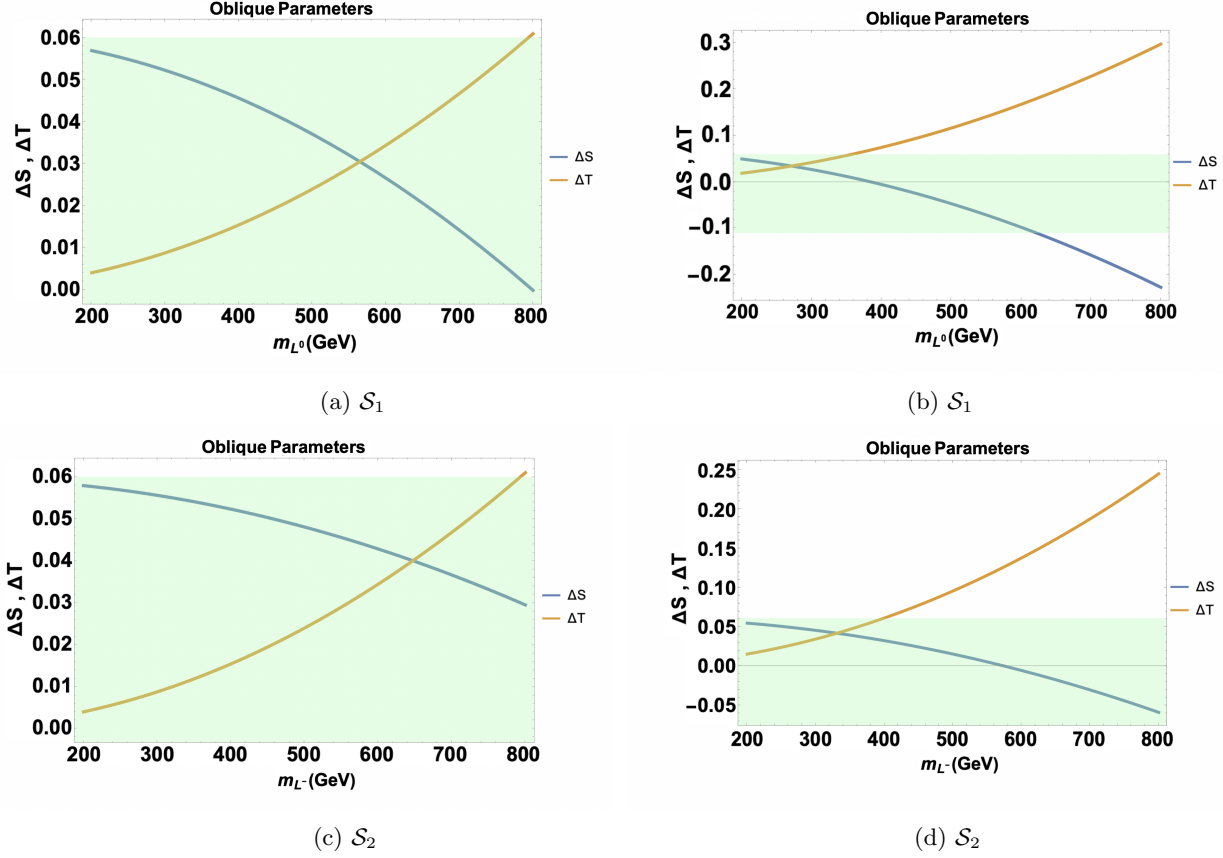 Oblique Parameters
ΔS , ΔT
0.06
0.05
0.04
0.03
0.02
0.01
0.00
200 300 400 500 600 700 800
mL⁰(GeV)
ΔS
ΔT
(a) S₁
Oblique Parameters
ΔS , ΔT
0.3
0.2
0.1
0.0
−0.1
−0.2
200 300 400 500 600 700 800
mL⁰(GeV)
ΔS
ΔT
(b) S₁
Oblique Parameters
ΔS , ΔT
0.06
0.05
0.04
0.03
0.02
0.01
0.00
200 300 400 500 600 700 800
mL⁻(GeV)
ΔS
ΔT
(c) S₂
Oblique Parameters
ΔS , ΔT
0.25
0.20
0.15
0.10
0.05
0.00
−0.05
200 300 400 500 600 700 800
mL⁻(GeV)
ΔS
ΔT
(d) S₂